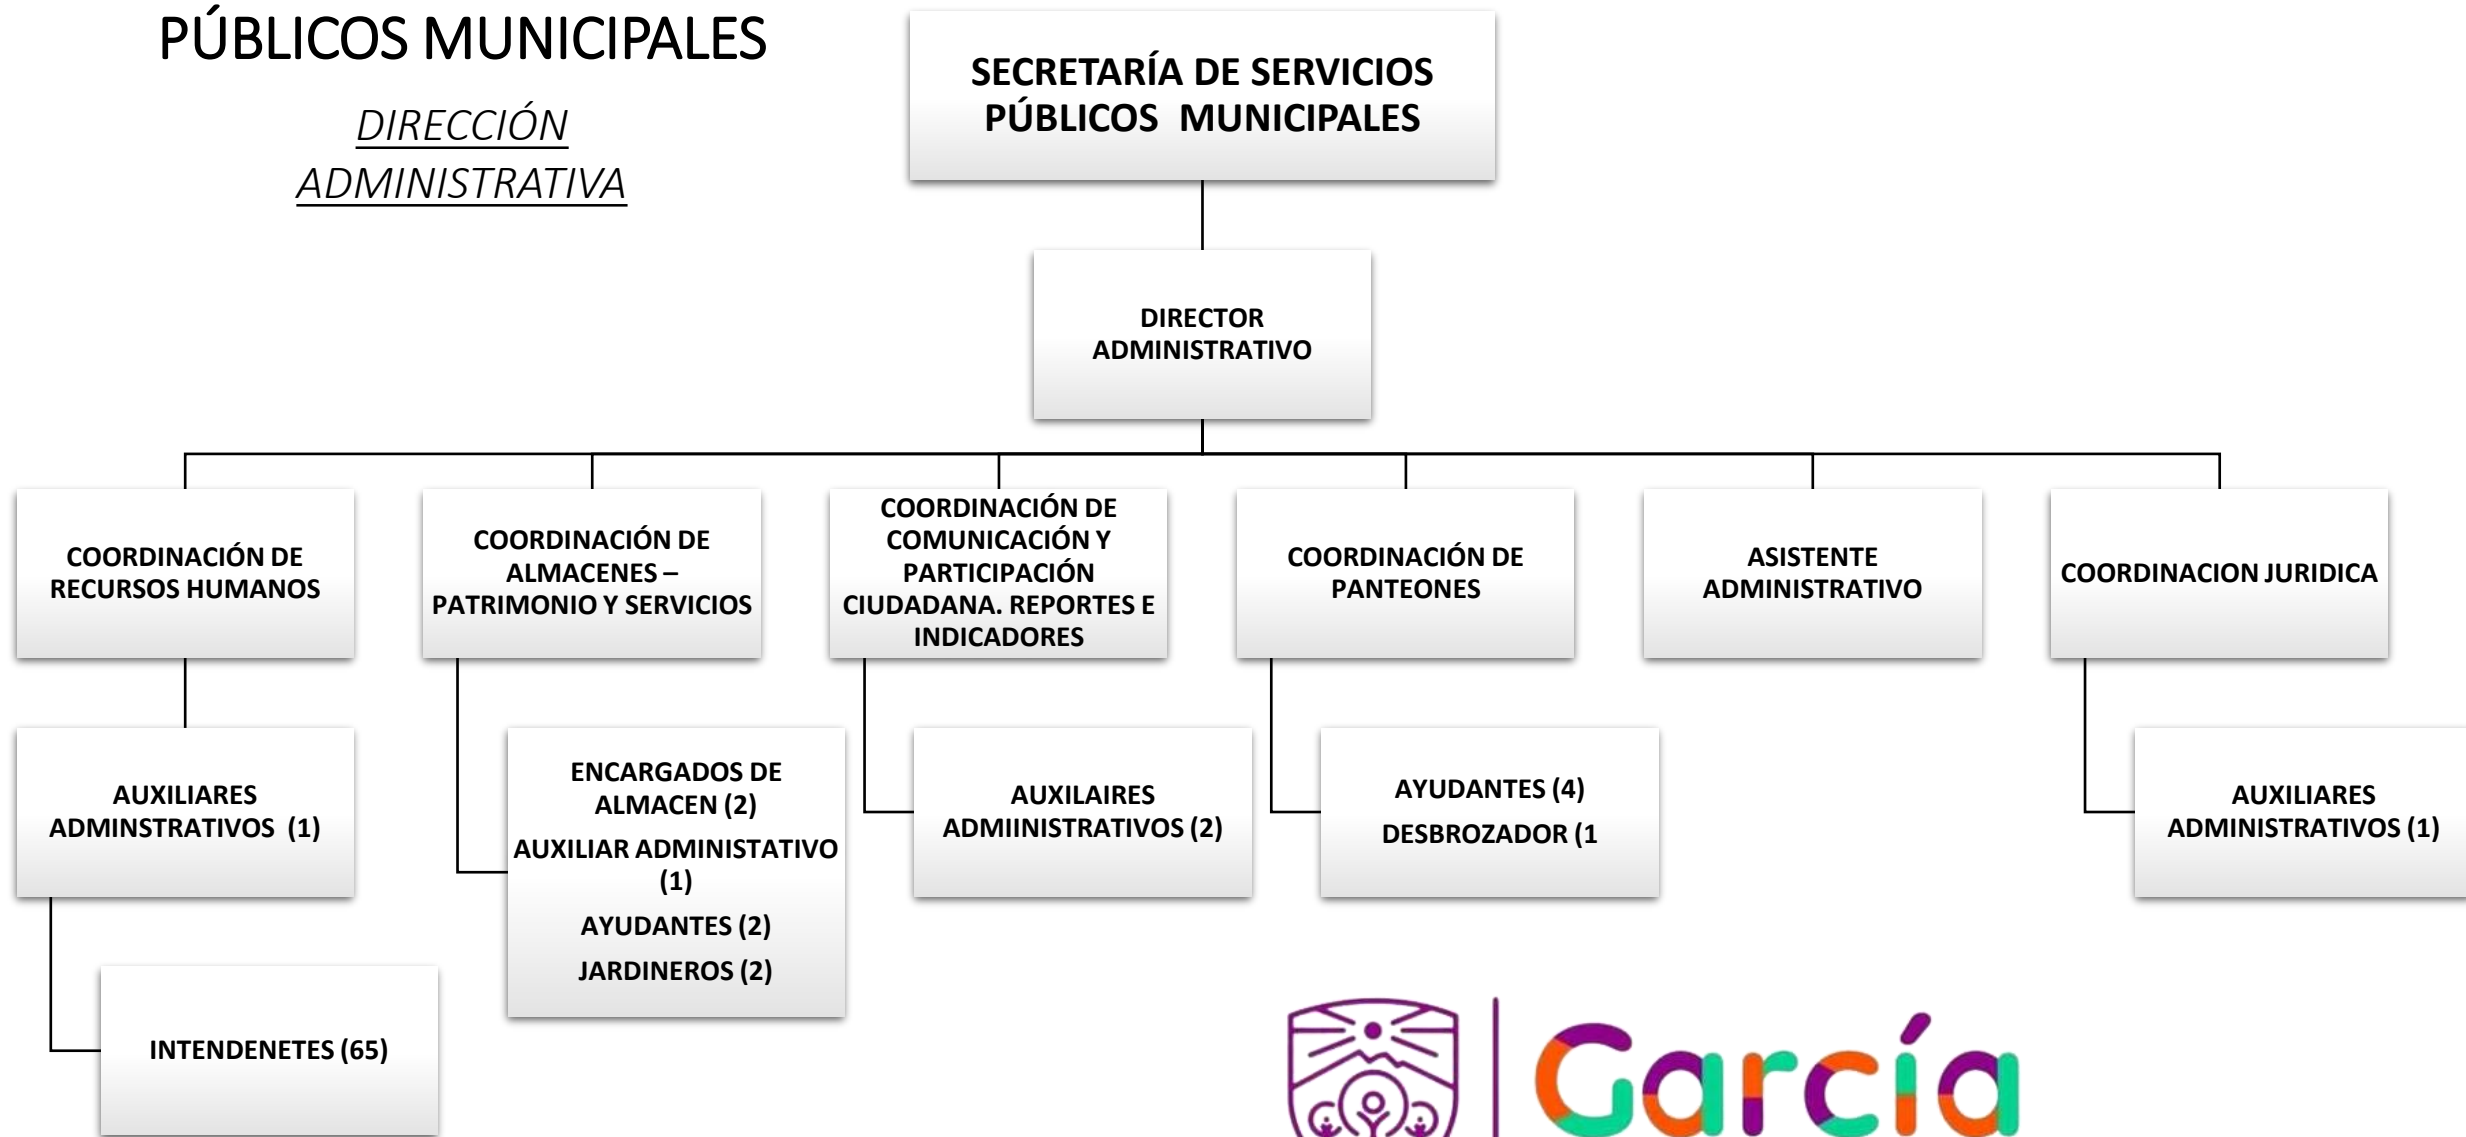 PÚBLICOS MUNICIPALES
DIRECCIÓN
ADMINISTRATIVA
SECRETARÍA DE SERVICIOS
PÚBLICOS MUNICIPALES
DIRECTOR
ADMINISTRATIVO
COORDINACIÓN DE
RECURSOS HUMANOS
COORDINACIÓN DE
ALMACENES –
PATRIMONIO Y SERVICIOS
COORDINACIÓN DE
COMUNICACIÓN Y
PARTICIPACIÓN
CIUDADANA. REPORTES E
INDICADORES
COORDINACIÓN DE
PANTEONES
ASISTENTE
ADMINISTRATIVO
COORDINACION JURIDICA
AUXILIARES
ADMINSTRATIVOS (1)
ENCARGADOS DE
ALMACEN (2)
AUXILIAR ADMINISTATIVO
(1)
AYUDANTES (2)
JARDINEROS (2)
AUXILAIRES
ADMIINISTRATIVOS (2)
AYUDANTES (4)
DESBROZADOR (1
AUXILIARES
ADMINISTRATIVOS (1)
INTENDENETES (65)
García